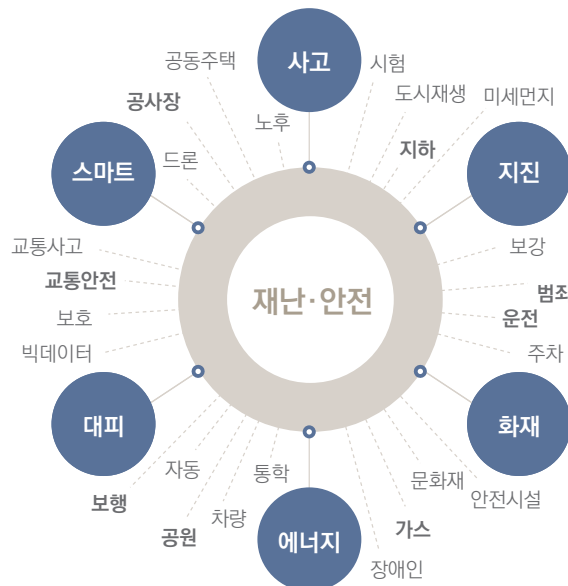 사고
공동주택
시험
공사장
도시재생
미세먼지
노후
지하
스마트
드론
지진
교통사고
보강
교통안전
범죄
재난·안전
보호
운전
빅데이터
주차
대피
화재
자동
통학
문화재
안전시설
보행
차량
가스
공원
에너지
장애인